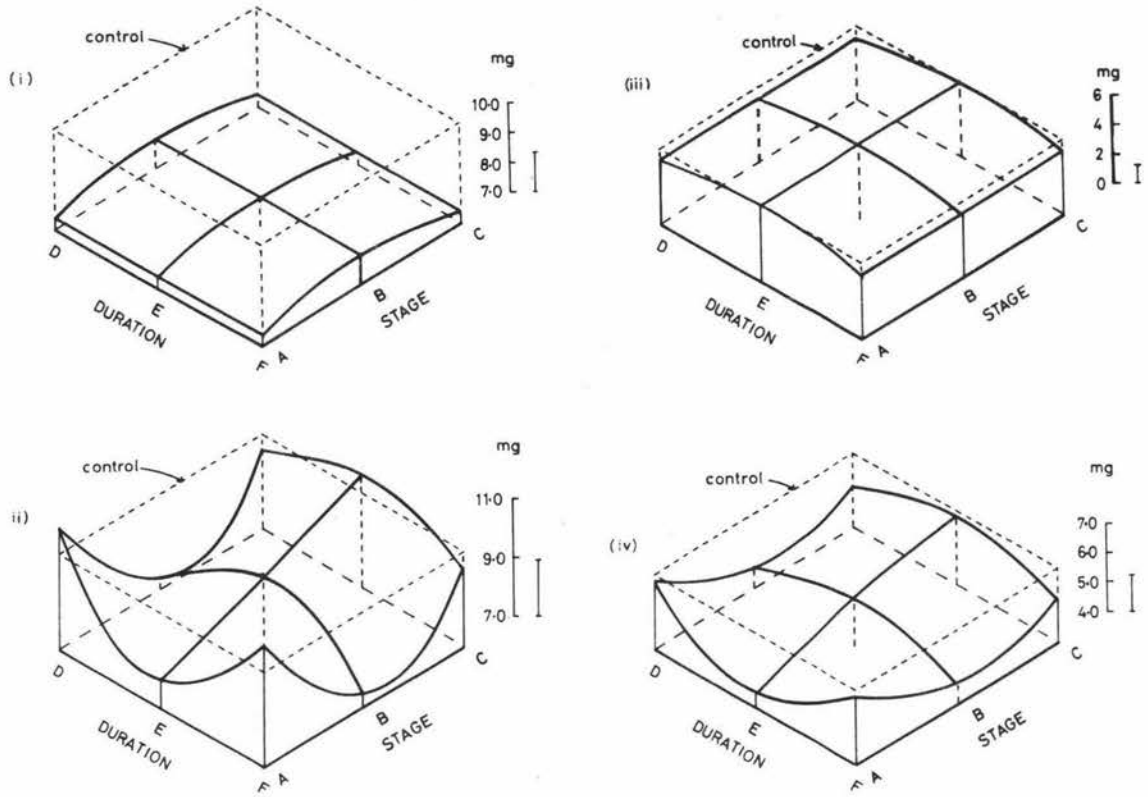 control
mg
(i)
10·0
9·0
8·0
7·0
D
E
F
A
B
C
DURATION
STAGE
control
mg
(iii)
6
4
2
0
D
E
F
A
B
C
DURATION
STAGE
control
mg
ii)
11·0
9·0
7·0
D
E
F
A
B
C
DURATION
STAGE
control
mg
(iv)
7·0
6·0
5·0
4·0
D
E
F
A
B
C
DURATION
STAGE